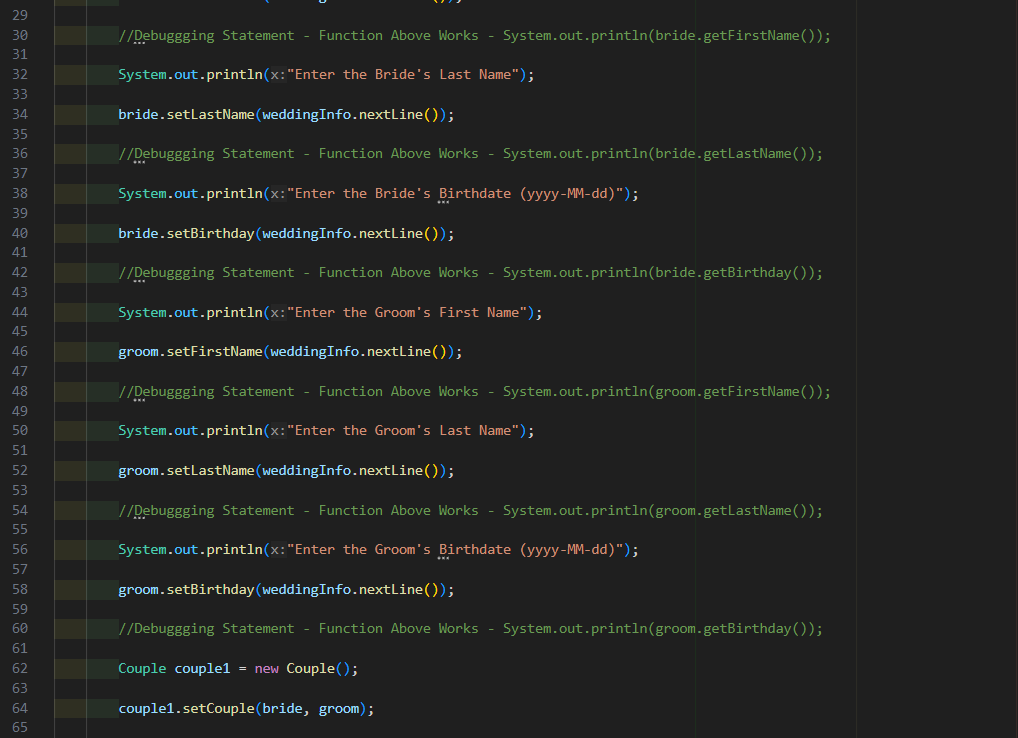 29
30 //Debuggging Statement - Function Above Works - System.out.println(bride.getFirstName());
31
32 System.out.println(x:"Enter the Bride's Last Name");
33
34 bride.setLastName(weddingInfo.nextLine());
35
36 //Debuggging Statement - Function Above Works - System.out.println(bride.getLastName());
37
38 System.out.println(x:"Enter the Bride's Birthdate (yyyy-MM-dd)");
39
40 bride.setBirthday(weddingInfo.nextLine());
41
42 //Debuggging Statement - Function Above Works - System.out.println(bride.getBirthday());
43
44 System.out.println(x:"Enter the Groom's First Name");
45
46 groom.setFirstName(weddingInfo.nextLine());
47
48 //Debuggging Statement - Function Above Works - System.out.println(groom.getFirstName());
49
50 System.out.println(x:"Enter the Groom's Last Name");
51
52 groom.setLastName(weddingInfo.nextLine());
53
54 //Debuggging Statement - Function Above Works - System.out.println(groom.getLastName());
55
56 System.out.println(x:"Enter the Groom's Birthdate (yyyy-MM-dd)");
57
58 groom.setBirthday(weddingInfo.nextLine());
59
60 //Debuggging Statement - Function Above Works - System.out.println(groom.getBirthday());
61
62 Couple couple1 = new Couple();
63
64 couple1.setCouple(bride, groom);
65